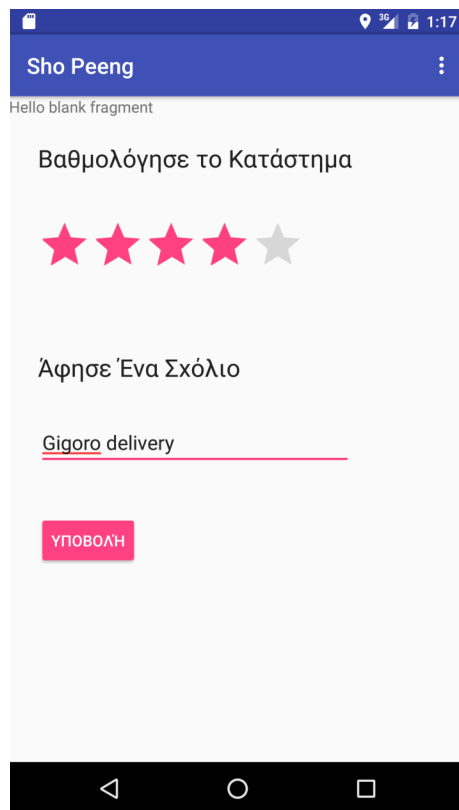 3G 1:17
Sho Peeng
Hello blank fragment
Βαθμολόγησε το Κατάστημα
Άφησε Ένα Σχόλιο
Gigoro delivery
ΥΠΟΒΟΛΉ